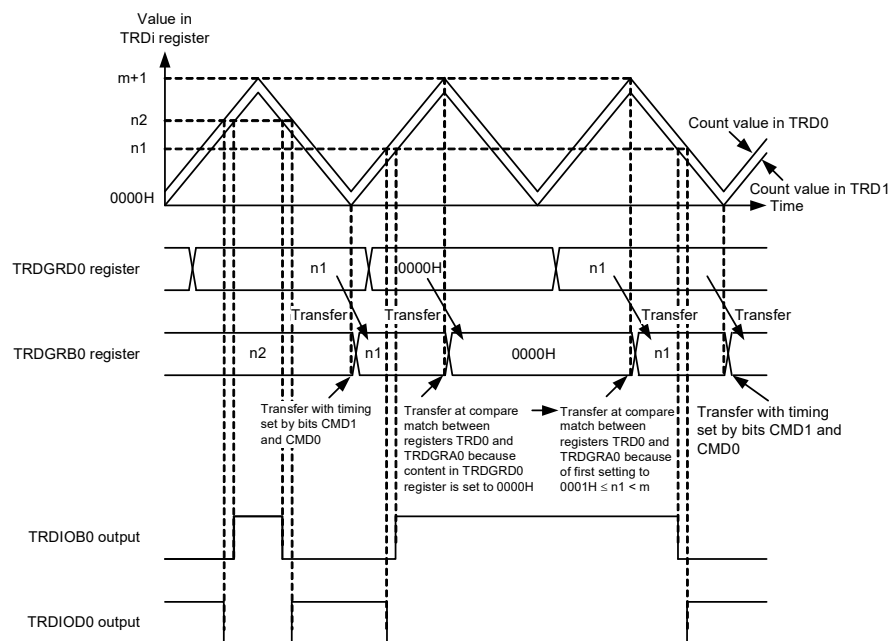 Value in
TRDi register
m+1
n2
n1
0000H
Count value in TRD0
Count value in TRD1
Time
TRDGRD0 register
n1
0000H
n1
Transfer
Transfer
Transfer
Transfer
TRDGRB0 register
n2
n1
0000H
n1
Transfer with timing
set by bits CMD1
and CMD0
Transfer at compare
match between
registers TRD0 and
TRDGRA0 because
content in TRDGRD0
register is set to 0000H
Transfer at compare
match between
registers TRD0 and
TRDGRA0 because
of first setting to
0001H ≤ n1 < m
Transfer with timing
set by bits CMD1 and
CMD0
TRDIOB0 output
TRDIOD0 output